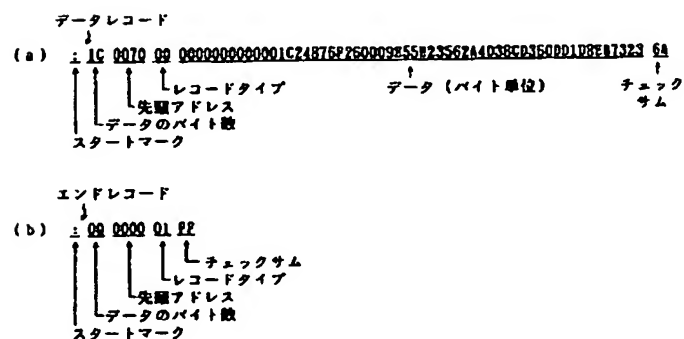 データレコード
(a) : 1C 0070 00 6A
レコードタイプ データ (バイト単位) チェック
サム
先頭アドレス
データのバイト数
スタートマーク
エンドレコード
(b) : 00 0000 01 FF
チェックサム
レコードタイプ
先頭アドレス
データのバイト数
スタートマーク